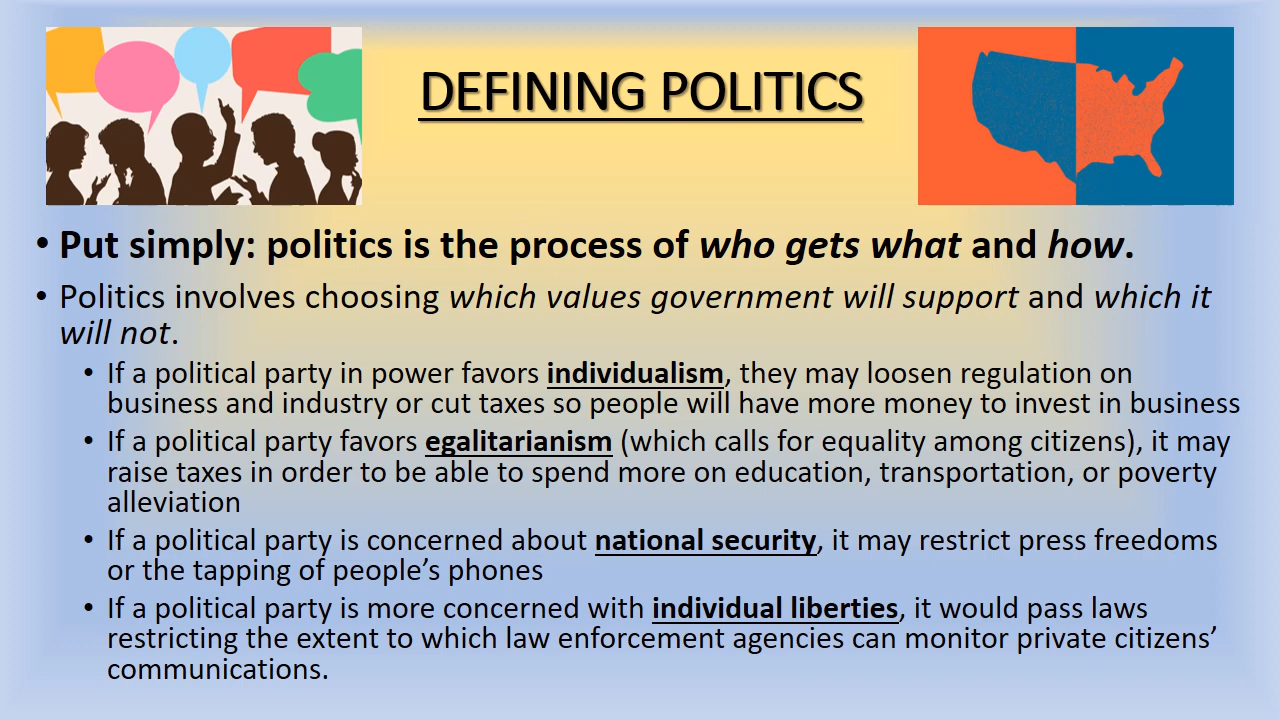 DEFINING POLITICS
• Put simply: politics is the process of who gets what and how.
• Politics involves choosing which values government will support and which it
will not.
• If a political party in power favors individualism, they may loosen regulation on
business and industry or cut taxes so people will have more money to invest in business
• If a political party favors egalitarianism (which calls for equality among citizens), it may
raise taxes in order to be able to spend more on education, transportation, or poverty
alleviation
• If a political party is concerned about national security, it may restrict press freedoms
or the tapping of people’s phones
• If a political party is more concerned with individual liberties, it would pass laws
restricting the extent to which law enforcement agencies can monitor private citizens’
communications.